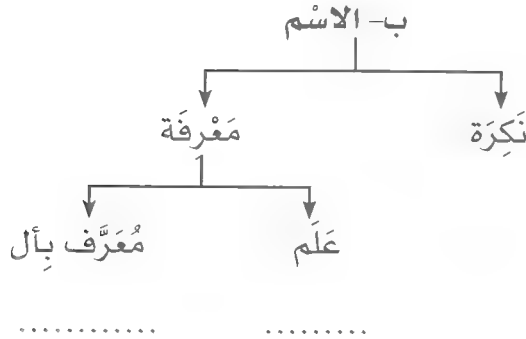 ب- الاسْم
نَكِرَة مَعْرِفَة
عَلَم مُعَرَّف بِأل
......... ............